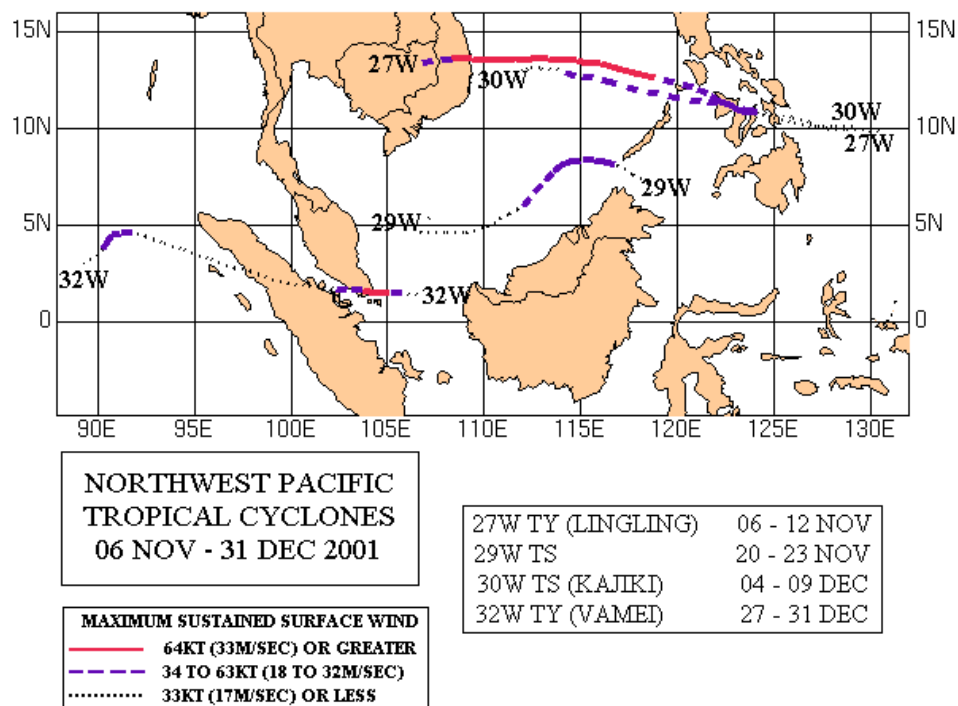 15N 15N
27W
30W
30W
10N 10N
27W
29W
29W
5N 5N
32W
32W
0 0
90E 95E 100E 105E 110E 115E 120E 125E 130E
NORTHWEST PACIFIC
TROPICAL CYCLONES
06 NOV - 31 DEC 2001
27W TY (LINGLING) 06 - 12 NOV
29W TS 20 - 23 NOV
30W TS (KAJIKI) 04 - 09 DEC
32W TY (VAMEI) 27 - 31 DEC
MAXIMUM SUSTAINED SURFACE WIND
64KT (33M/SEC) OR GREATER
34 TO 63KT (18 TO 32M/SEC)
33KT (17M/SEC) OR LESS